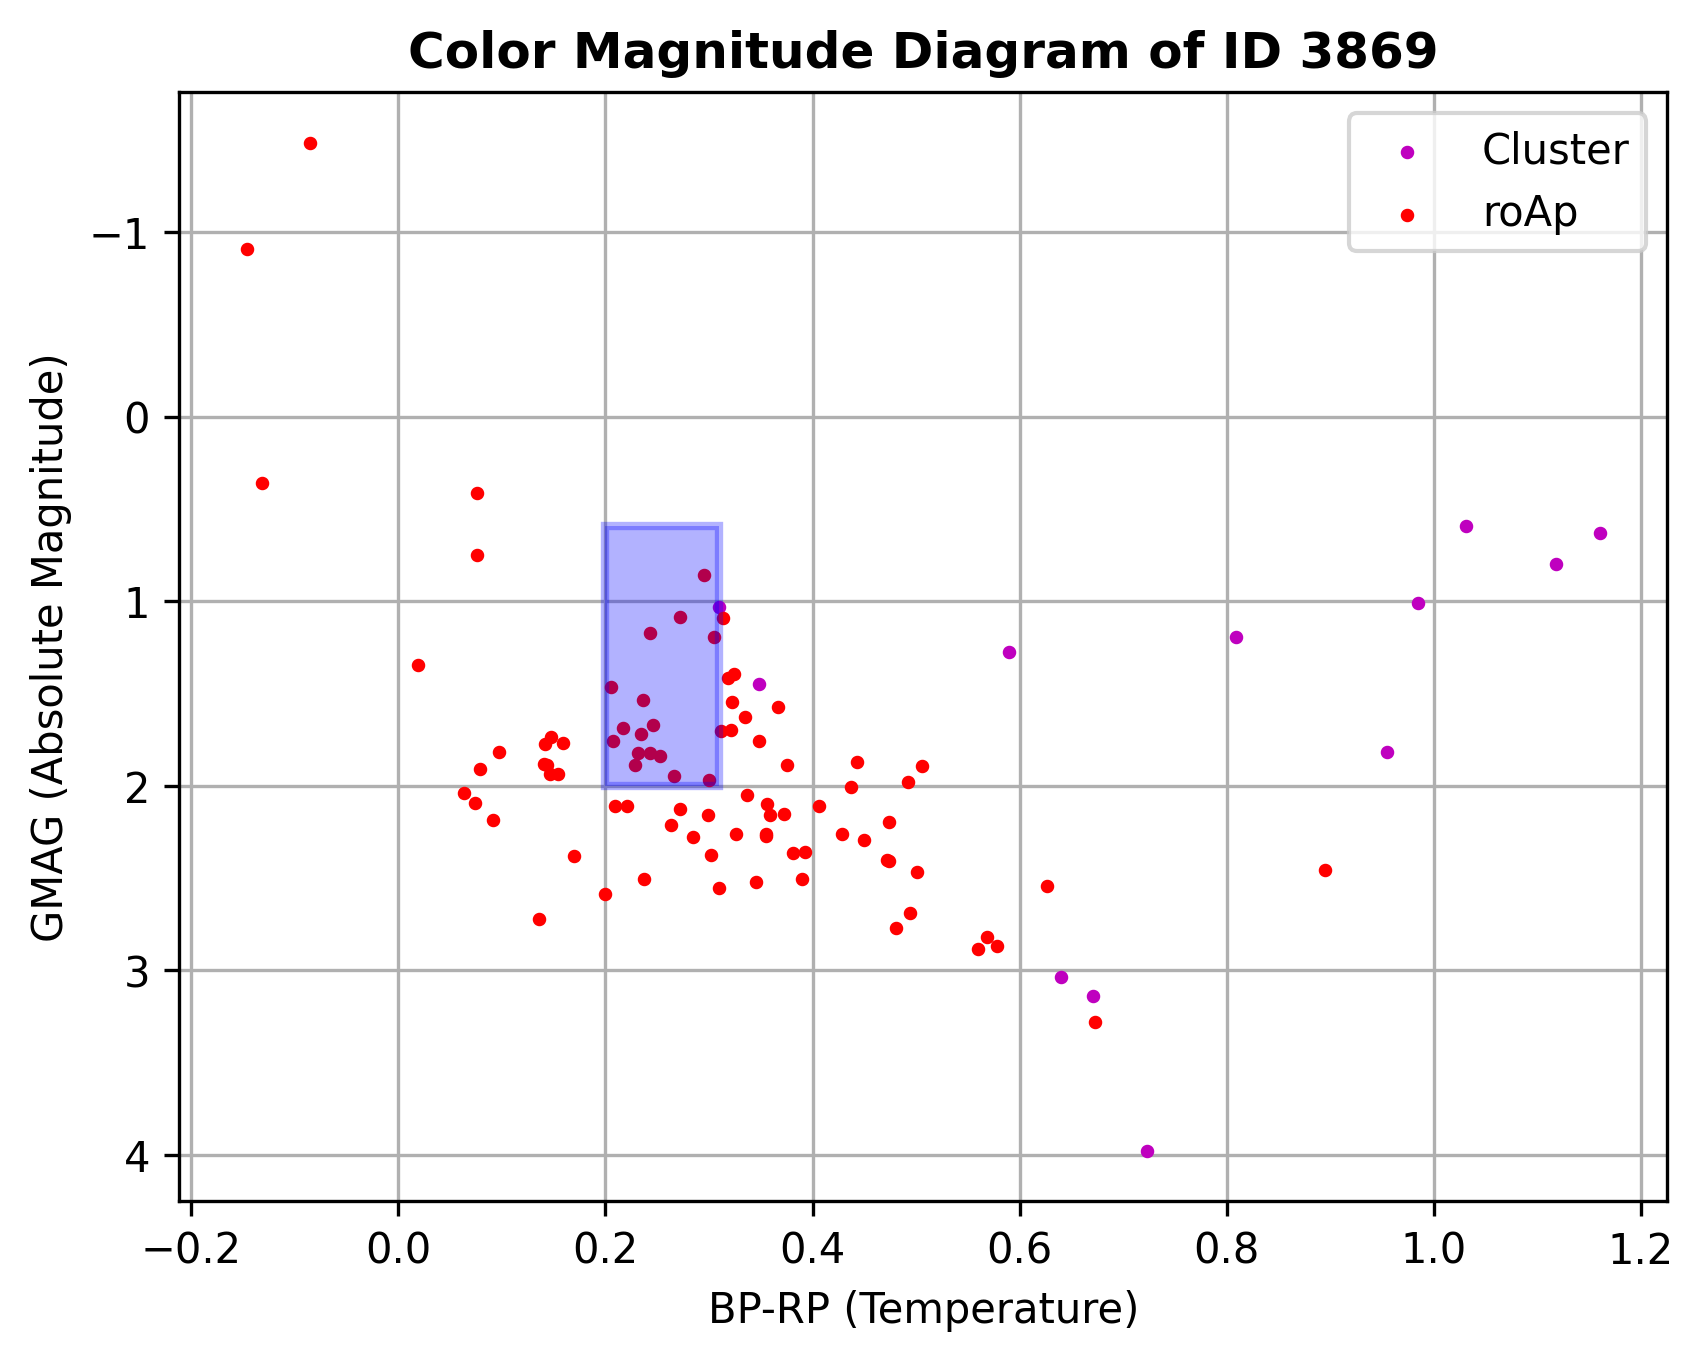 Color Magnitude Diagram of ID 3869
Cluster
roAp
GMAG (Absolute Magnitude)
−1
0
1
2
3
4
−0.2 0.0 0.2 0.4 0.6 0.8 1.0 1.2
BP-RP (Temperature)